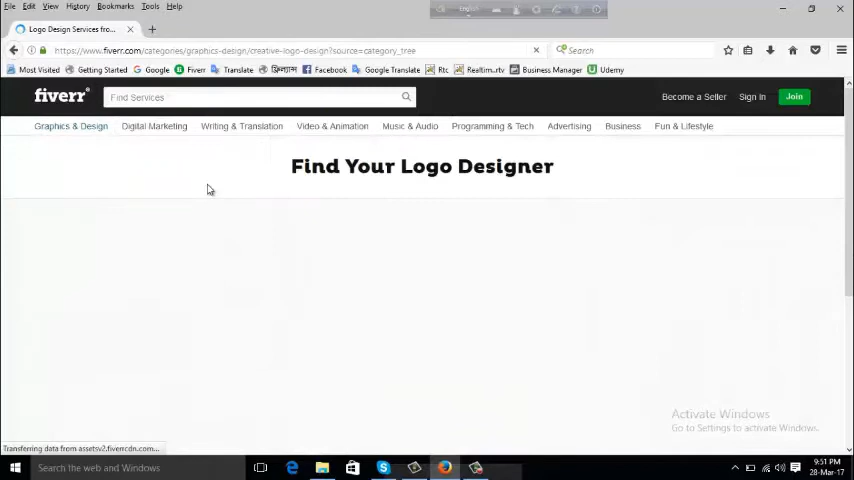 File Edit View History Bookmarks Tools Help
English
Logo Design Services fro...
https://www.fiverr.com/categories/graphics-design/creative-logo-design?source=category_tree
Search
Most Visited Getting Started Google Fiverr Translate ফ্রিল্যান্স Facebook Google Translate Rtc Realtim..rtv Business Manager Udemy
fiverr Find Services Become a Seller Sign In Join
Graphics & Design Digital Marketing Writing & Translation Video & Animation Music & Audio Programming & Tech Advertising Business Fun & Lifestyle
Find Your Logo Designer
Activate Windows
Go to Settings to activate Windows.
Transferring data from assetsv2.fiverrcdn.com...
Search the web and Windows
9:51 PM
28-Mar-17